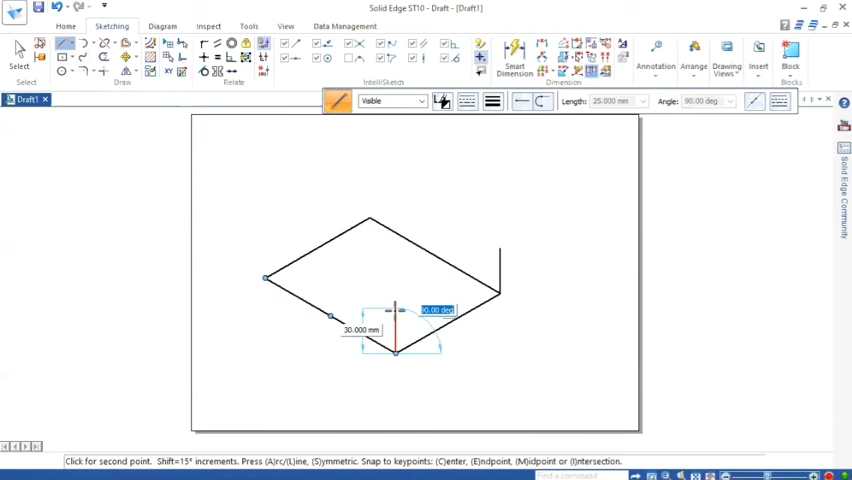 Solid Edge ST10 - Draft - [Draft1]
Home
Sketching
Diagram
Inspect
Tools
View
Data Management
Select
Smart
Dimension
Annotation
Arrange
Drawing
Views
Insert
Block
Select
Draw
Relate
IntelliSketch
Dimension
Blocks
Draft1
Visible
Length:
25.000 mm
Angle:
90.00 deg
Solid Edge Community
90.00 deg
30.000 mm
Click for second point. Shift=15° increments. Press (A)rc/(L)ine, (S)ymmetric. Snap to keypoints: (C)enter, (E)ndpoint, (M)idpoint or (I)ntersection.
Find a command